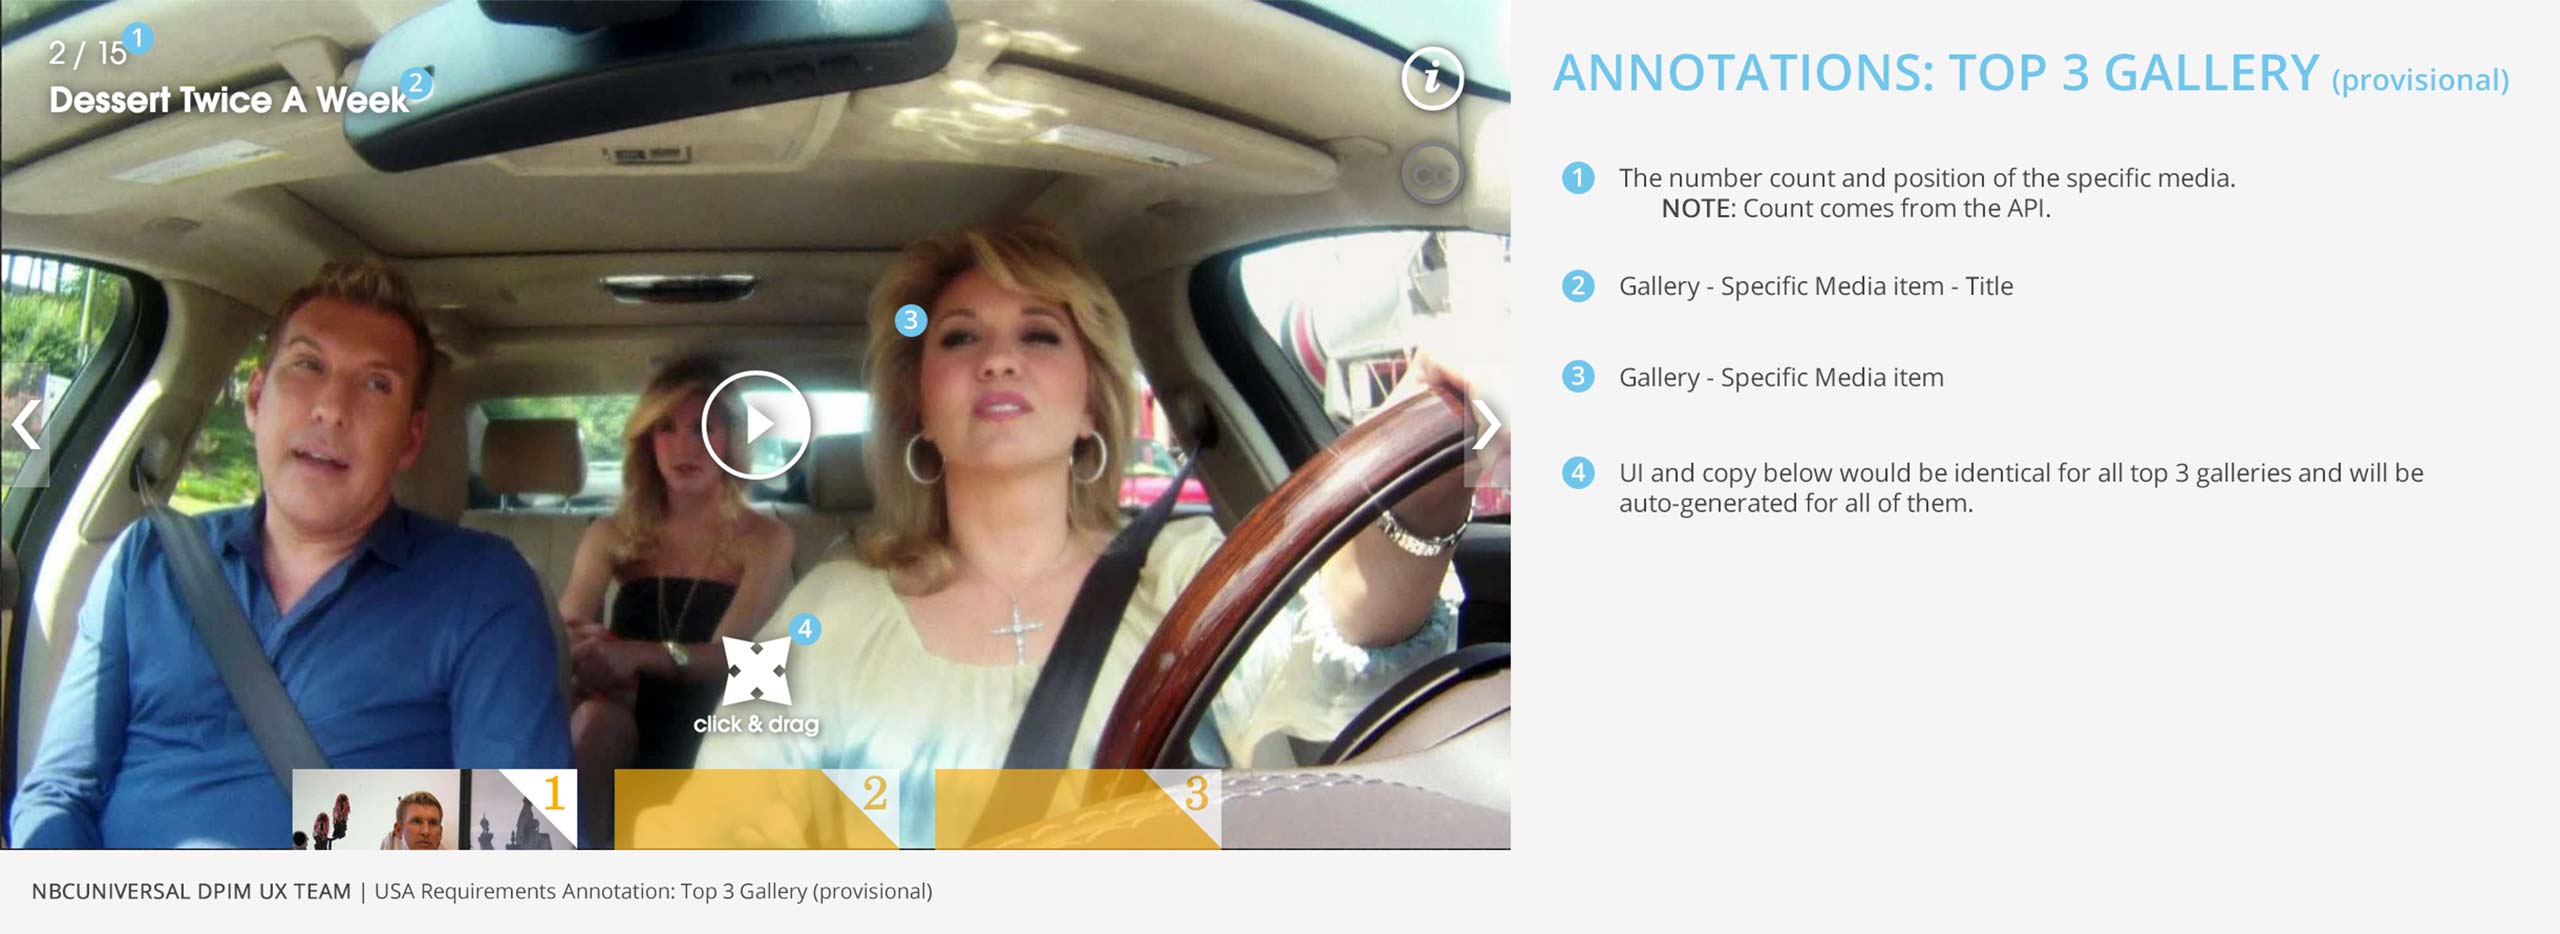 2 / 15 1
Dessert Twice A Week 2
i
CC
3
4
click & drag
1
2
3
NBCUNIVERSAL DPIM UX TEAM | USA Requirements Annotation: Top 3 Gallery (provisional)
ANNOTATIONS: TOP 3 GALLERY (provisional)
1 The number count and position of the specific media.
NOTE: Count comes from the API.
2 Gallery - Specific Media item - Title
3 Gallery - Specific Media item
4 UI and copy below would be identical for all top 3 galleries and will be
auto-generated for all of them.